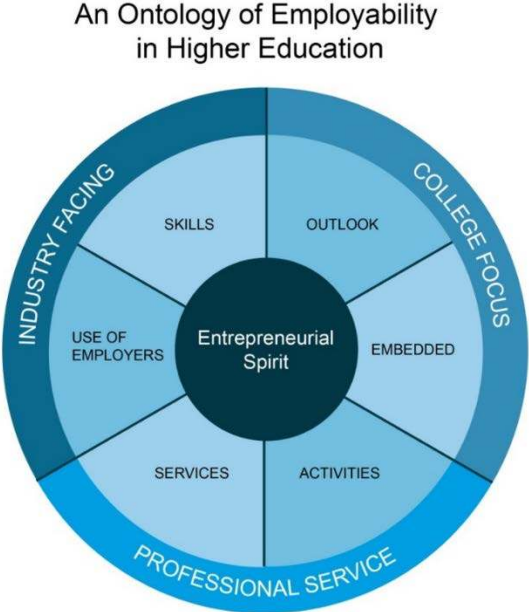 An Ontology of Employability
in Higher Education
INDUSTRY FACING
COLLEGE FOCUS
SKILLS
OUTLOOK
USE OF
EMPLOYERS
Entrepreneurial
Spirit
EMBEDDED
SERVICES
ACTIVITIES
PROFESSIONAL SERVICE